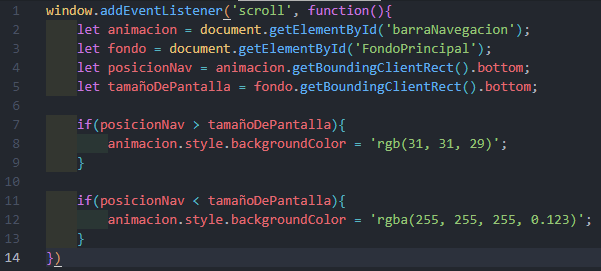 1 window.addEventListener('scroll', function(){
2 let animacion = document.getElementById('barraNavegacion');
3 let fondo = document.getElementById('FondoPrincipal');
4 let posicionNav = animacion.getBoundingClientRect().bottom;
5 let tamañoDePantalla = fondo.getBoundingClientRect().bottom;
6
7 if(posicionNav > tamañoDePantalla){
8 animacion.style.backgroundColor = 'rgb(31, 31, 29)';
9 }
10
11 if(posicionNav < tamañoDePantalla){
12 animacion.style.backgroundColor = 'rgba(255, 255, 255, 0.123)';
13 }
14 })